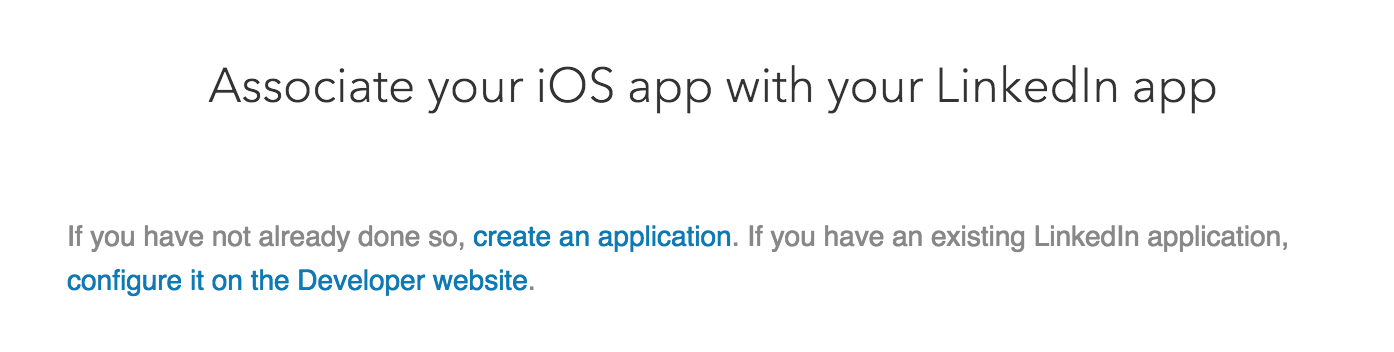 Associate your iOS app with your LinkedIn app
If you have not already done so, create an application. If you have an existing LinkedIn application,
configure it on the Developer website.